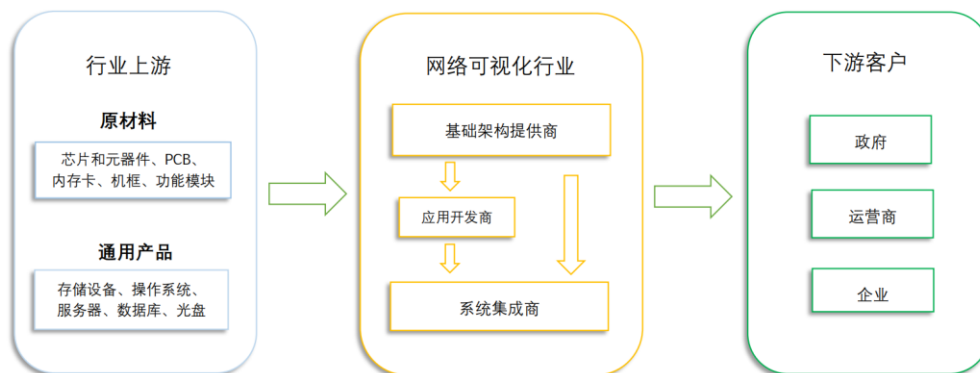 行业上游
原材料
芯片和元器件、PCB、
内存卡、机框、功能模块
通用产品
存储设备、操作系统、
服务器、数据库、光盘
网络可视化行业
基础架构提供商
应用开发商
系统集成商
下游客户
政府
运营商
企业